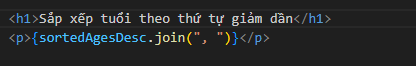 <h1>Sắp xếp tuổi theo thứ tự giảm dần</h1>
<p>{sortedAgesDesc.join(", ")}</p>